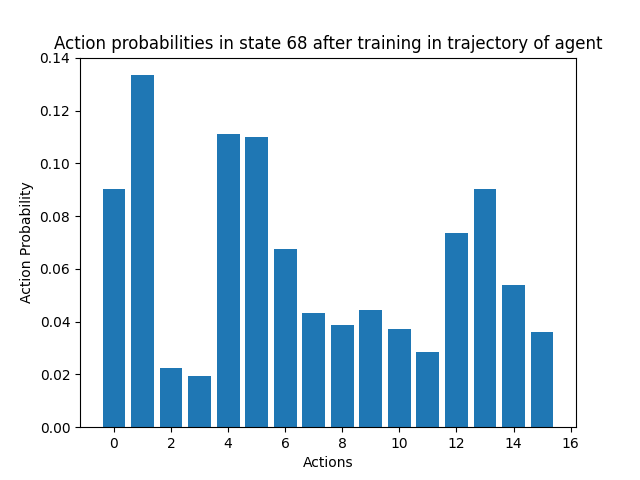 Action probabilities in state 68 after training in trajectory of agent
0.14
0.12
0.10
0.08
0.06
0.04
0.02
0.00
Action Probability
0 2 4 6 8 10 12 14 16
Actions